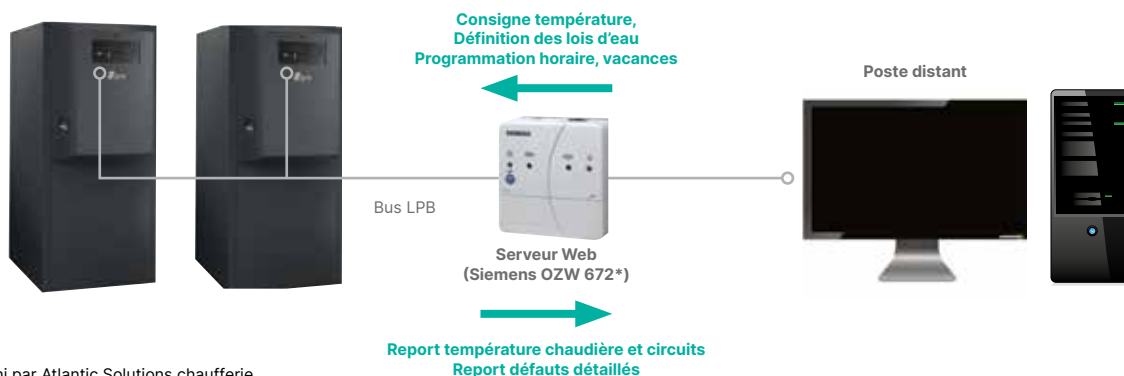 Consigne température,
Définition des lois d'eau
Programmation horaire, vacances
Poste distant
SIEMENS
Bus LPB
Serveur Web
(Siemens OZW 672*)
Report température chaudière et circuits
Report défauts détaillés
par Atlantic Solutions chaufferie